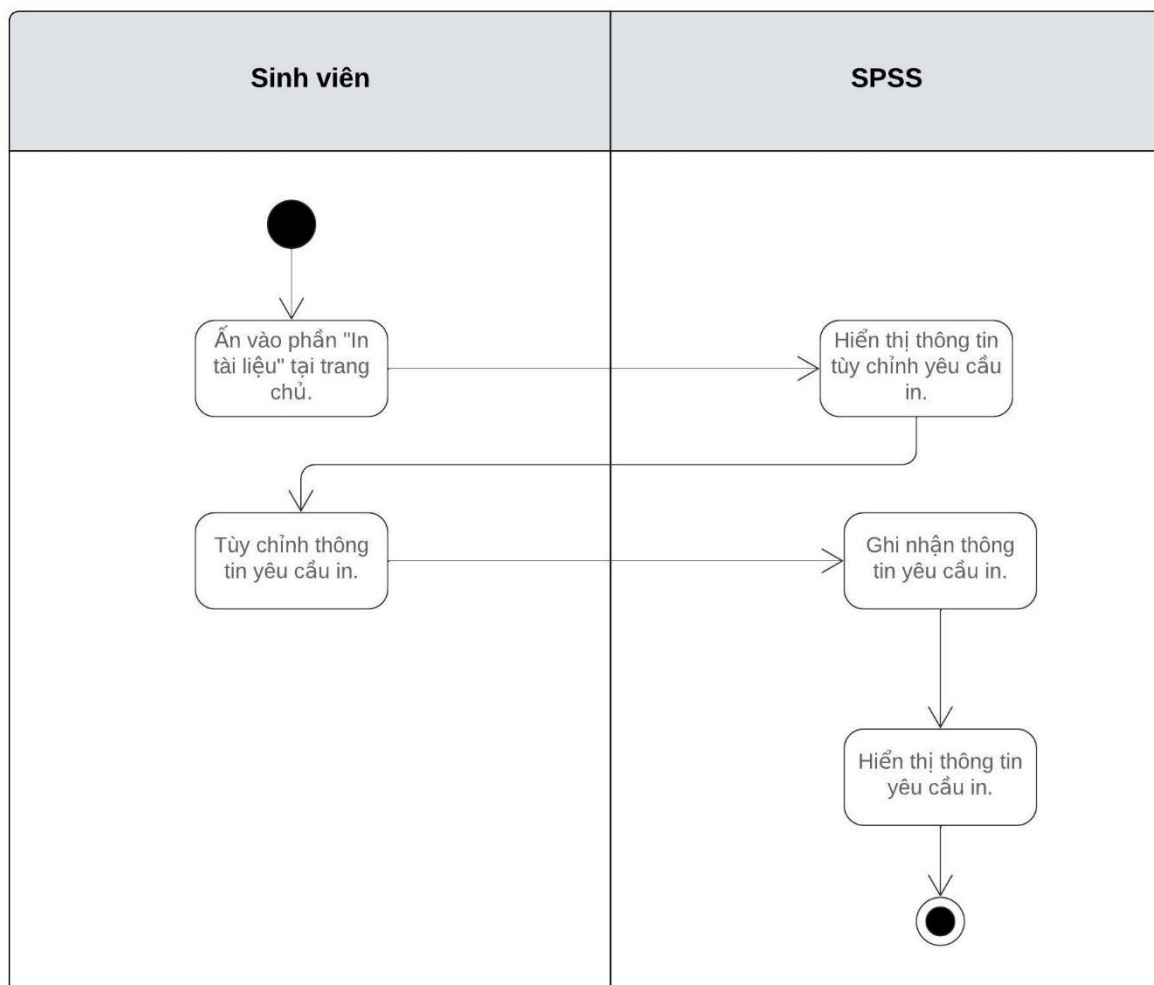 Sinh viên
SPSS
Ấn vào phần "In
tài liệu" tại trang
chủ.
Hiển thị thông tin
tùy chỉnh yêu cầu
in.
Tùy chỉnh thông
tin yêu cầu in.
Ghi nhận thông
tin yêu cầu in.
Hiển thị thông tin
yêu cầu in.